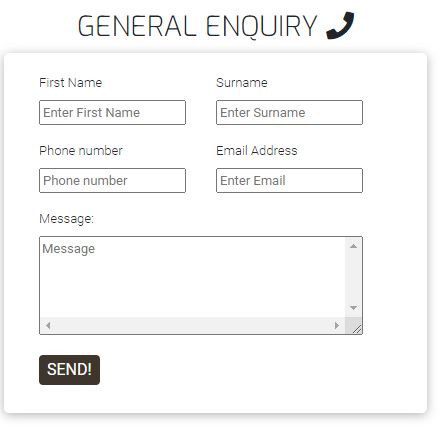 GENERAL ENQUIRY
First Name Surname
Enter First Name Enter Surname
Phone number Email Address
Phone number Enter Email
Message:
Message
SEND!